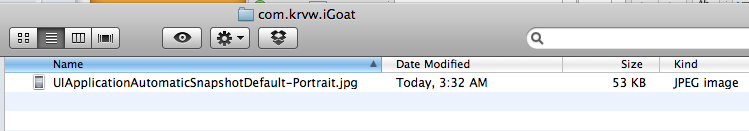 com.krvw.iGoat
Name Date Modified Size Kind
UIApplicationAutomaticSnapshotDefault-Portrait.jpg Today, 3:32 AM 53 KB JPEG image